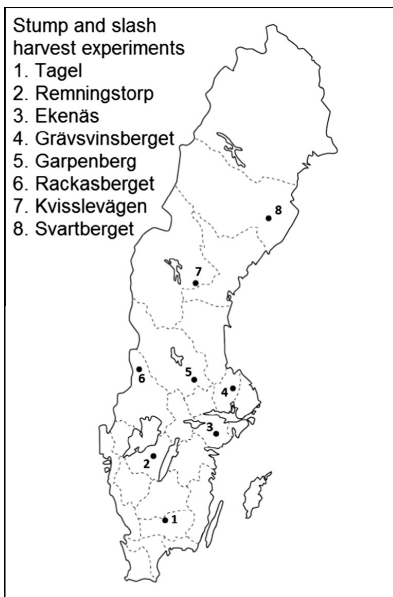 Stump and slash
harvest experiments
1. Tagel
2. Remningstorp
3. Ekenäs
4. Grävsvinsberget
5. Garpenberg
6. Rackasberget
7. Kvisslevägen
8. Svartberget
8
7
6
5
4
3
2
1